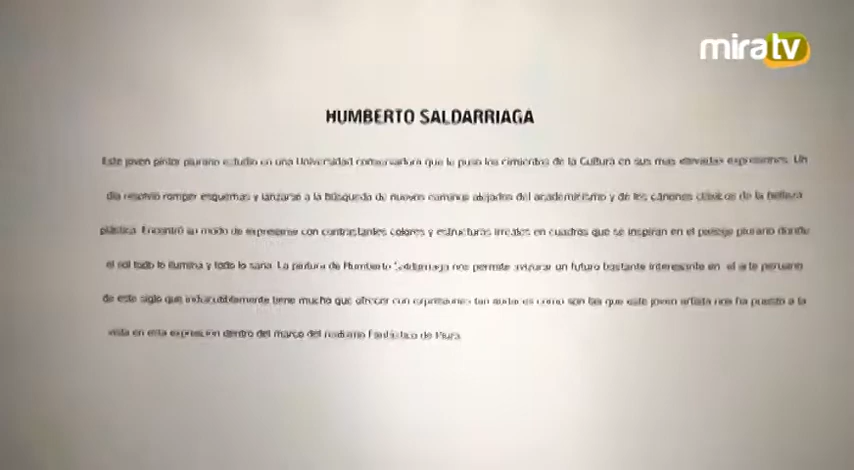 miratv
HUMBERTO SALDARRIAGA
Este joven pintor piurano estudio en una Universidad conservadora que le puso los cimientos de la Cultura en sus mas elevadas expresiones. Un
día resolvió romper esquemas y lanzarse a la búsqueda de nuevos caminos alejados del academicismo y de los cánones clásicos de la belleza
plástica. Encontró su modo de expresarse con contrastantes colores y estructuras irreales en cuadros que se inspiran en el paisaje piurano donde
el sol todo lo ilumina y todo lo sana. La pintura de Humberto Saldarriaga nos permite avizorar un futuro bastante interesante en el arte peruano
de este siglo que indiscutiblemente tiene mucho que ofrecer con expresiones tan audaces como son las que este joven artista nos ha puesto a la
vista en esta exposición dentro del marco del realismo Fantástico de Piura.